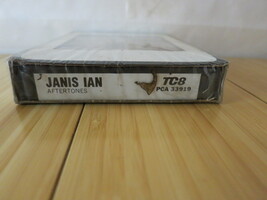 JANIS IAN
AFTERTONES
TC8
PCA 33919